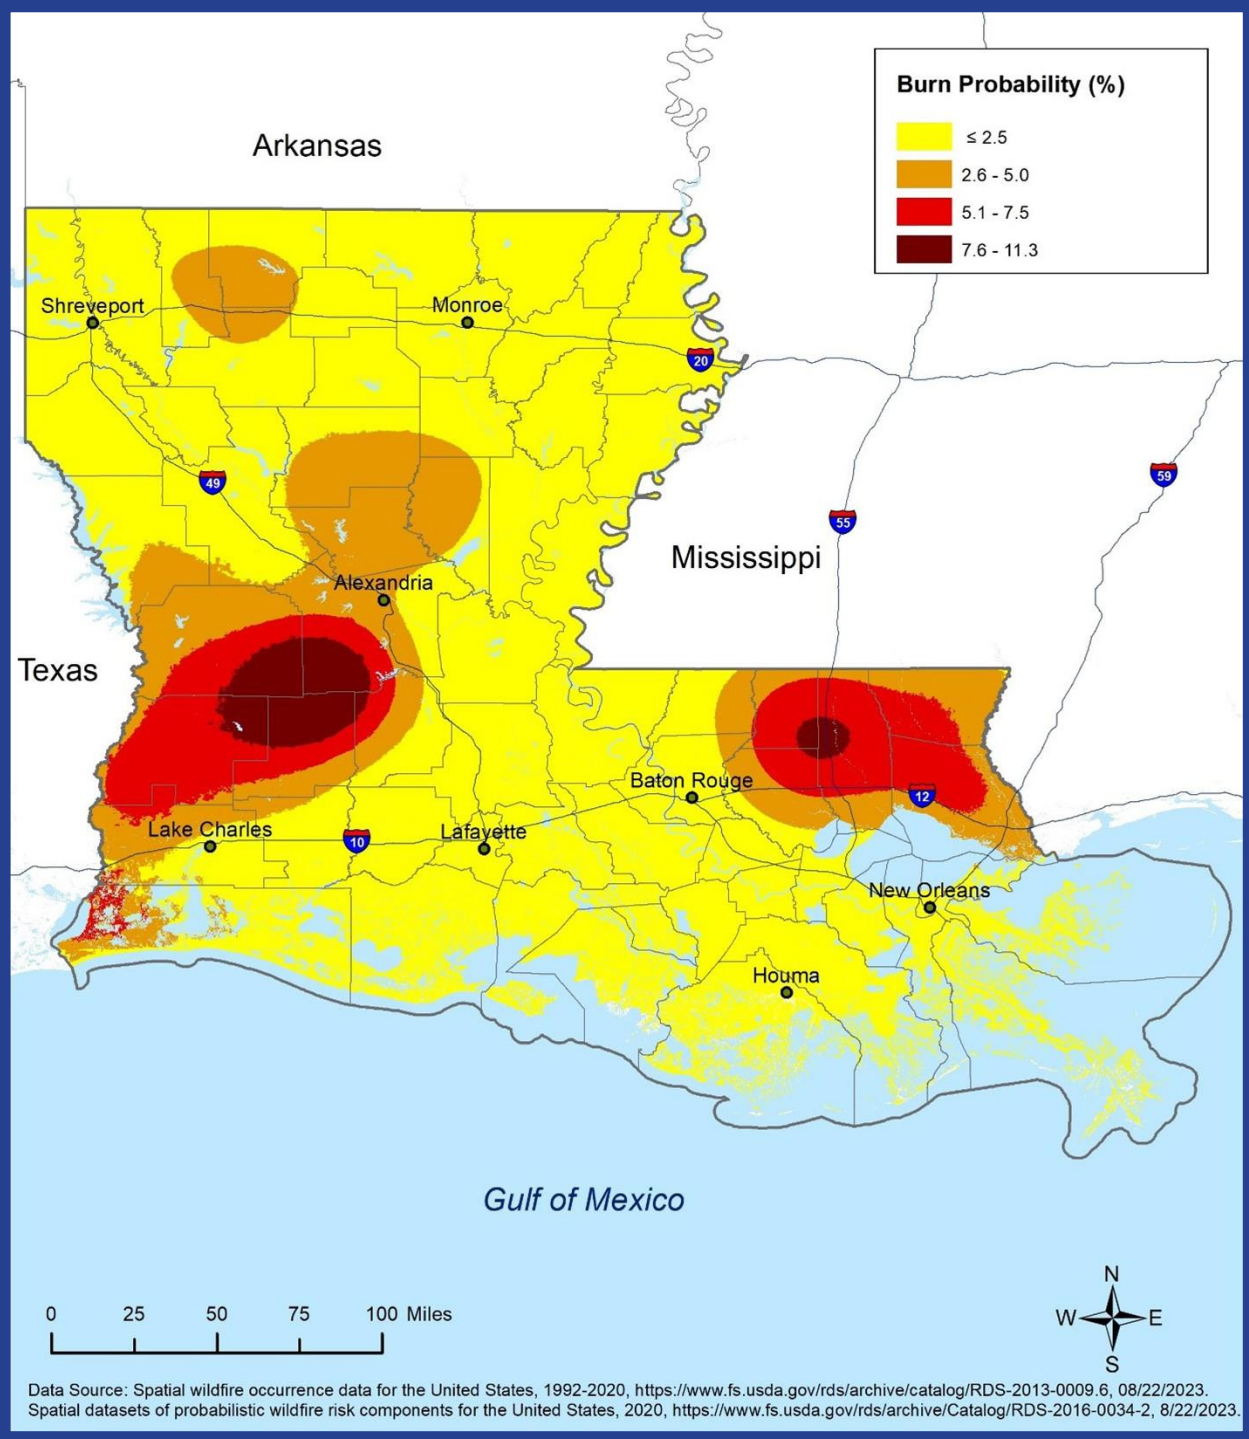 Burn Probability (%)
≤ 2.5
2.6 - 5.0
5.1 - 7.5
7.6 - 11.3
Arkansas
Shreveport
Monroe
20
49
59
55
Mississippi
Alexandria
Texas
Baton Rouge
12
Lake Charles
10
Lafayette
New Orleans
Houma
Gulf of Mexico
N
W E
S
0 25 50 75 100 Miles
Data Source: Spatial wildfire occurrence data for the United States, 1992-2020, https://www.fs.usda.gov/rds/archive/catalog/RDS-2013-0009.6, 08/22/2023.
Spatial datasets of probabilistic wildfire risk components for the United States, 2020, https://www.fs.usda.gov/rds/archive/Catalog/RDS-2016-0034-2, 8/22/2023.